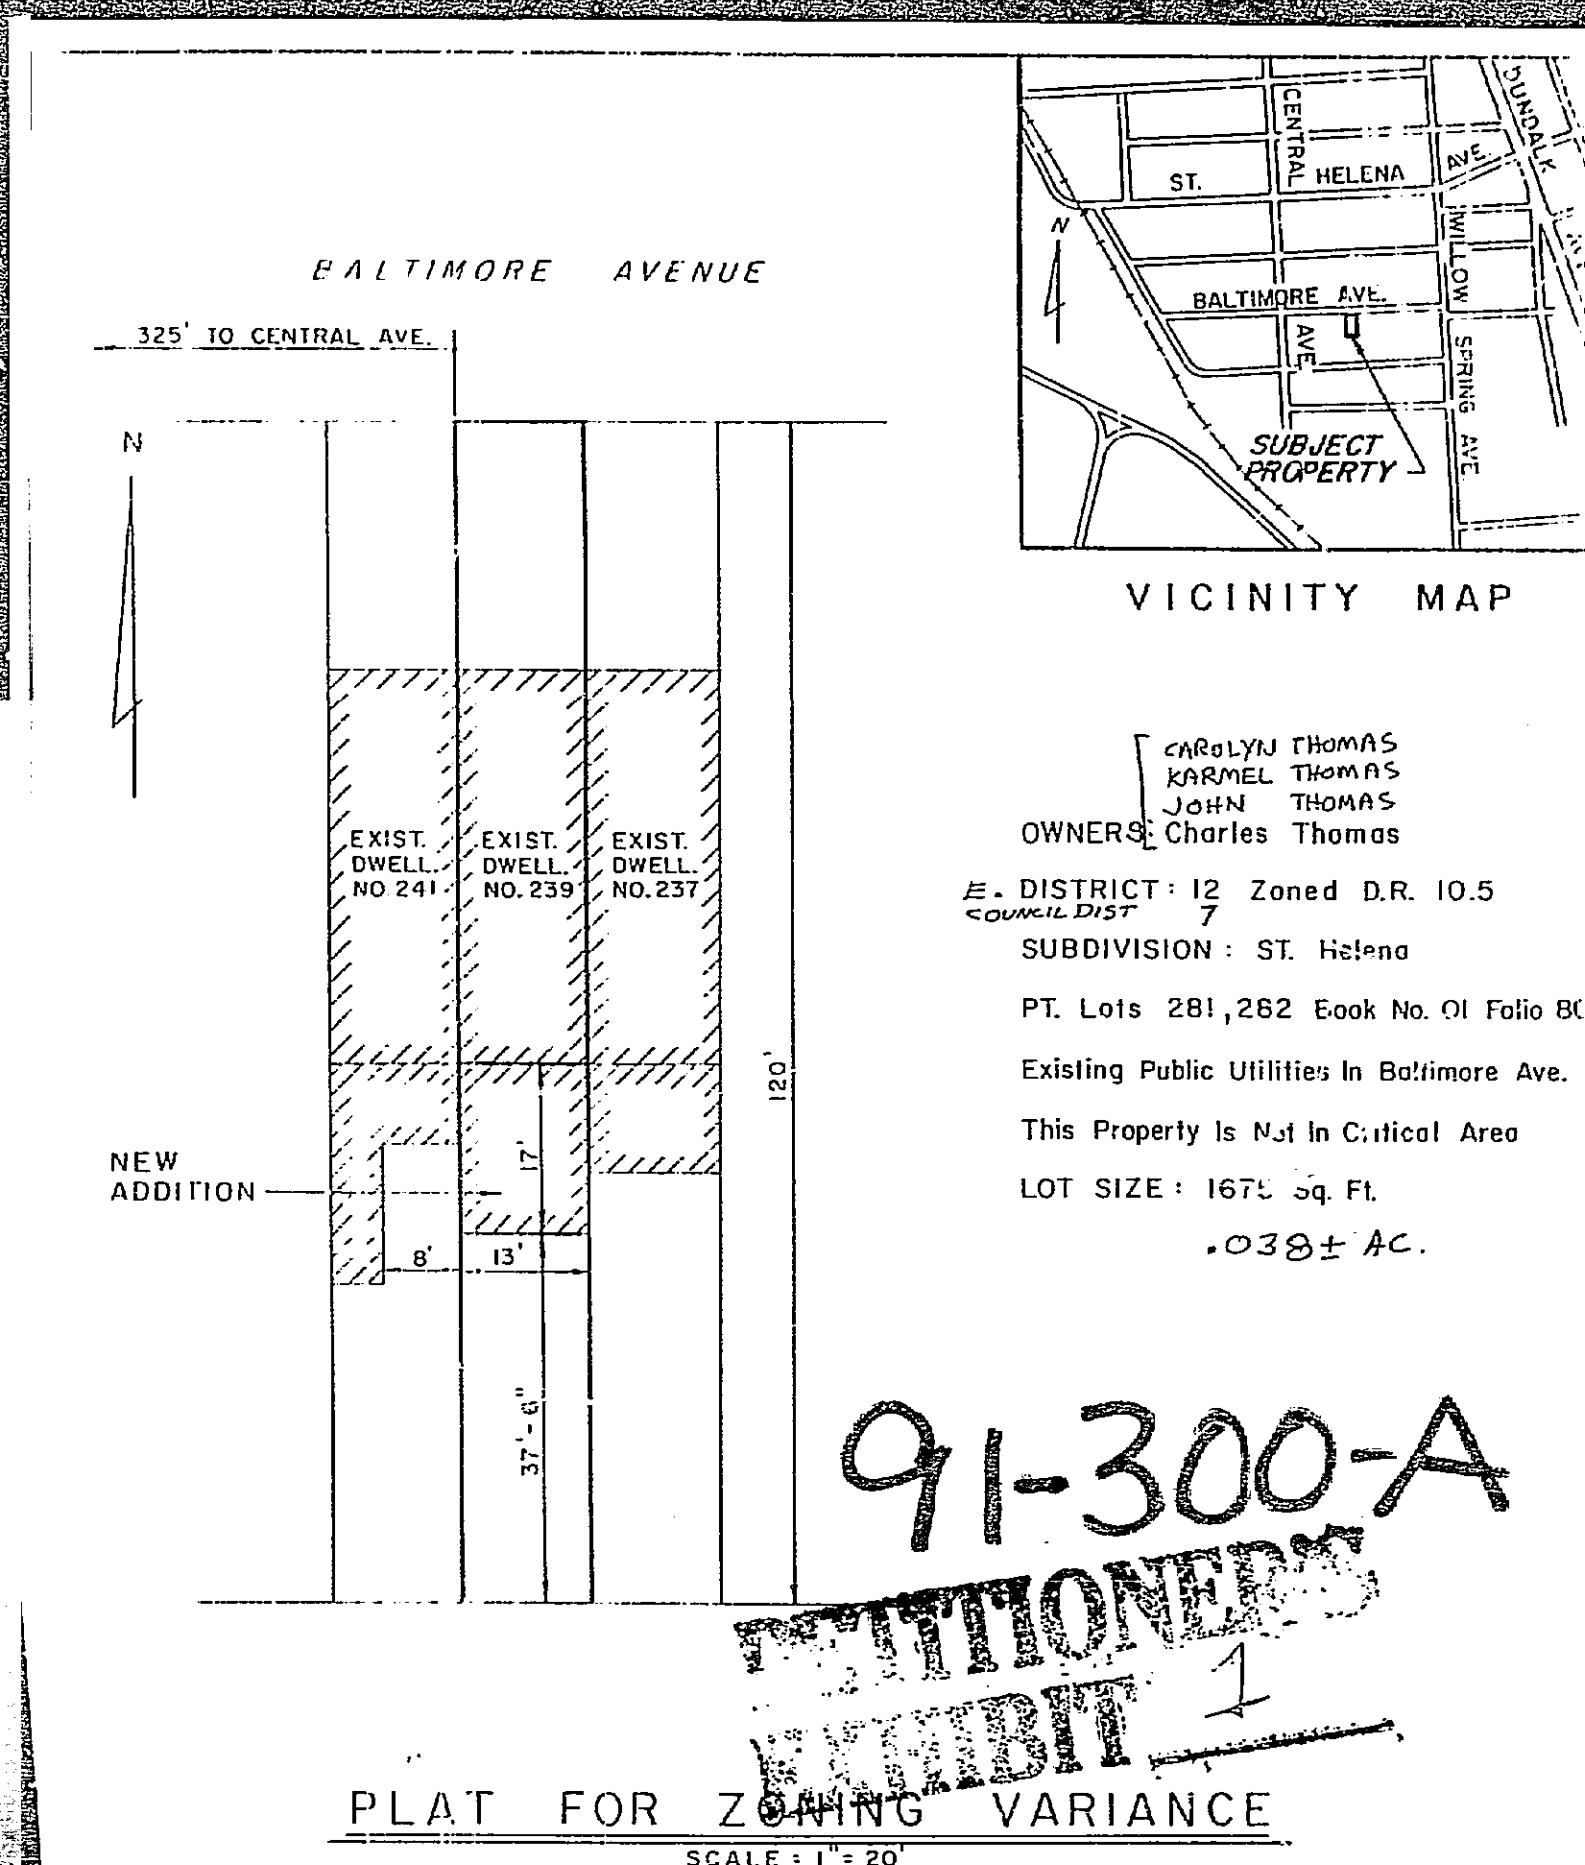 BALTIMORE AVENUE
325' TO CENTRAL AVE.
N
EXIST.
DWELL.
NO. 241
EXIST.
DWELL.
NO. 239
EXIST.
DWELL.
NO. 237
120'
NEW
ADDITION
17'
8'
13'
37'-6"
CENTRAL
AVE.
DUNDALK
ST. HELENA AVE.
N
WILLOW SPRING AVE.
BALTIMORE AVE.
SUBJECT
PROPERTY
VICINITY MAP
CAROLYN THOMAS
KARMEL THOMAS
JOHN THOMAS
OWNERS: Charles Thomas
E. DISTRICT: 12 Zoned D.R. 10.5
COUNCIL DIST 7
SUBDIVISION: ST. Helena
PT. Lots 281,282 Book No. 01 Folio
Existing Public Utilities In Baltimore Ave.
This Property Is Not In Critical Area
LOT SIZE: 1675 Sq. Ft.
.038± AC.
91-300-A
PETITIONER'S
EXHIBIT 1
PLAT FOR ZONING VARIANCE
SCALE: 1"=20'